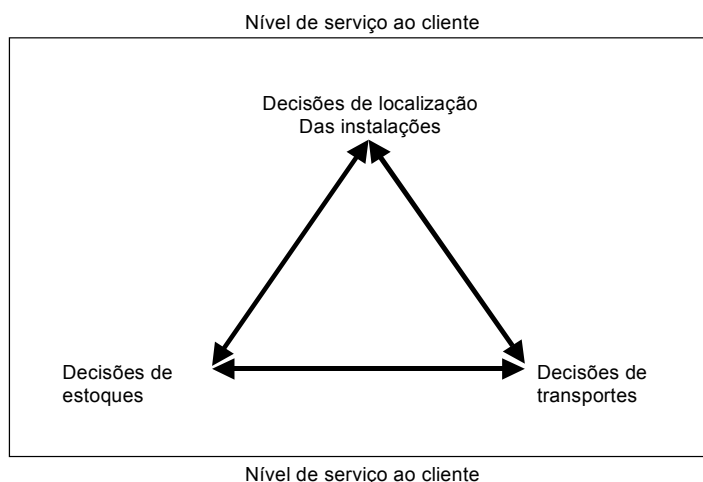 Nível de serviço ao cliente
Decisões de localização
Das instalações
Decisões de
estoques
Decisões de
transportes
Nível de serviço ao cliente